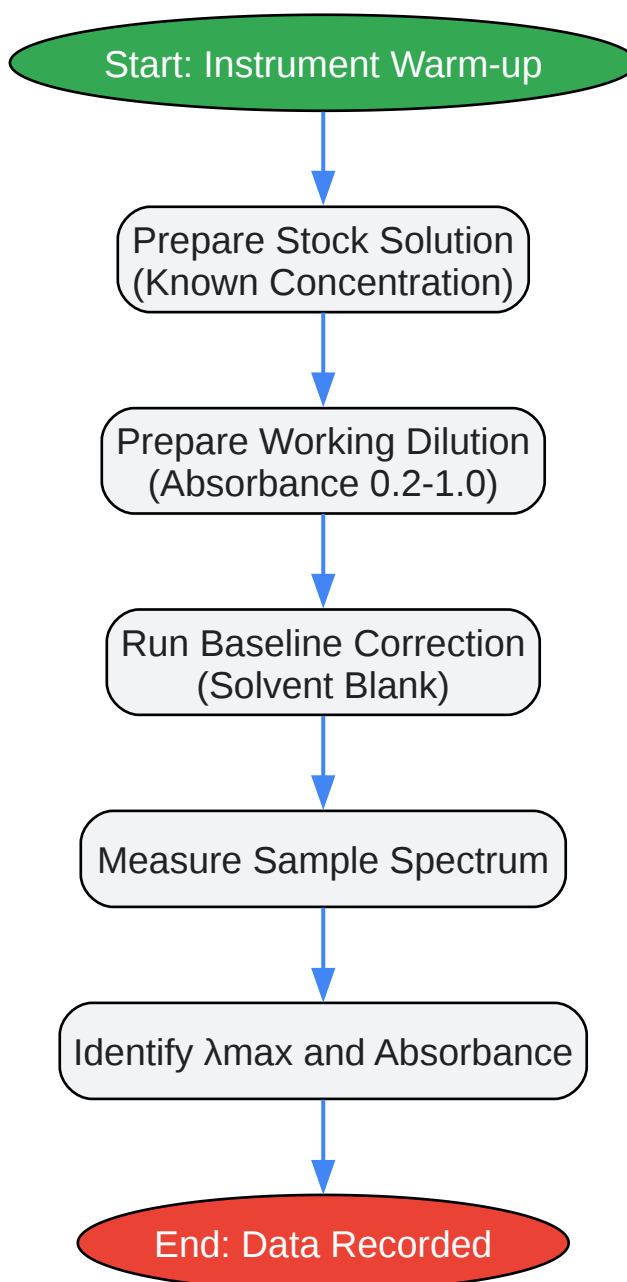 Start: Instrument Warm-up
Prepare Stock Solution
(Known Concentration)
Prepare Working Dilution
(Absorbance 0.2-1.0)
Run Baseline Correction
(Solvent Blank)
Measure Sample Spectrum
Identify λmax and Absorbance
End: Data Recorded